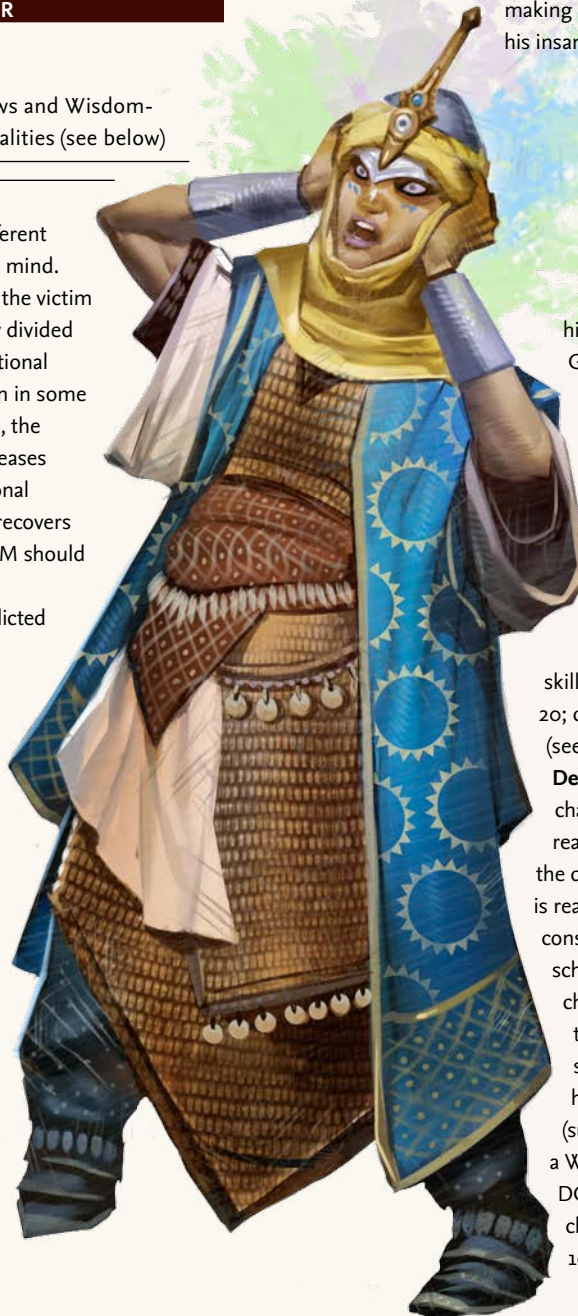 R
ws and Wisdom-
alities (see below)
erent
mind.
the victim
divided
tional
n in some
, the
eases
onal
recovers
M should
licted
making
his insan
hi
G
skill
20; c
(see
De
cha
rea
the c
is rea
cons
sch
ch
t
s
h
(su
a W
DC
cl
1